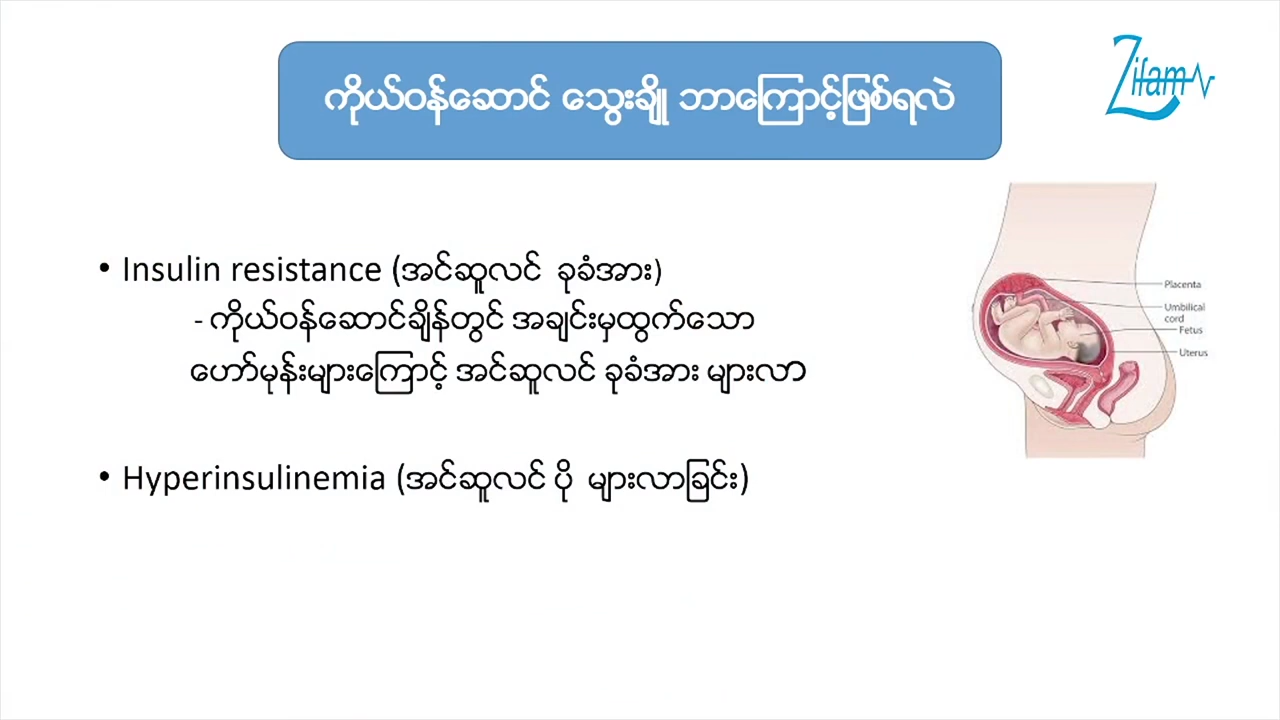 ကိုယ်ဝန်ဆောင် သွေးချို ဘာကြောင့်ဖြစ်ရလဲ
Zifam
• Insulin resistance (အင်ဆူလင် ခုခံအား)
- ကိုယ်ဝန်ဆောင်ချိန်တွင် အချင်းမှထွက်သော
ဟော်မုန်းများကြောင့် အင်ဆူလင် ခုခံအား များလာ
• Hyperinsulinemia (အင်ဆူလင် ပို များလာခြင်း)
Placenta
Umbilical
cord
Fetus
Uterus